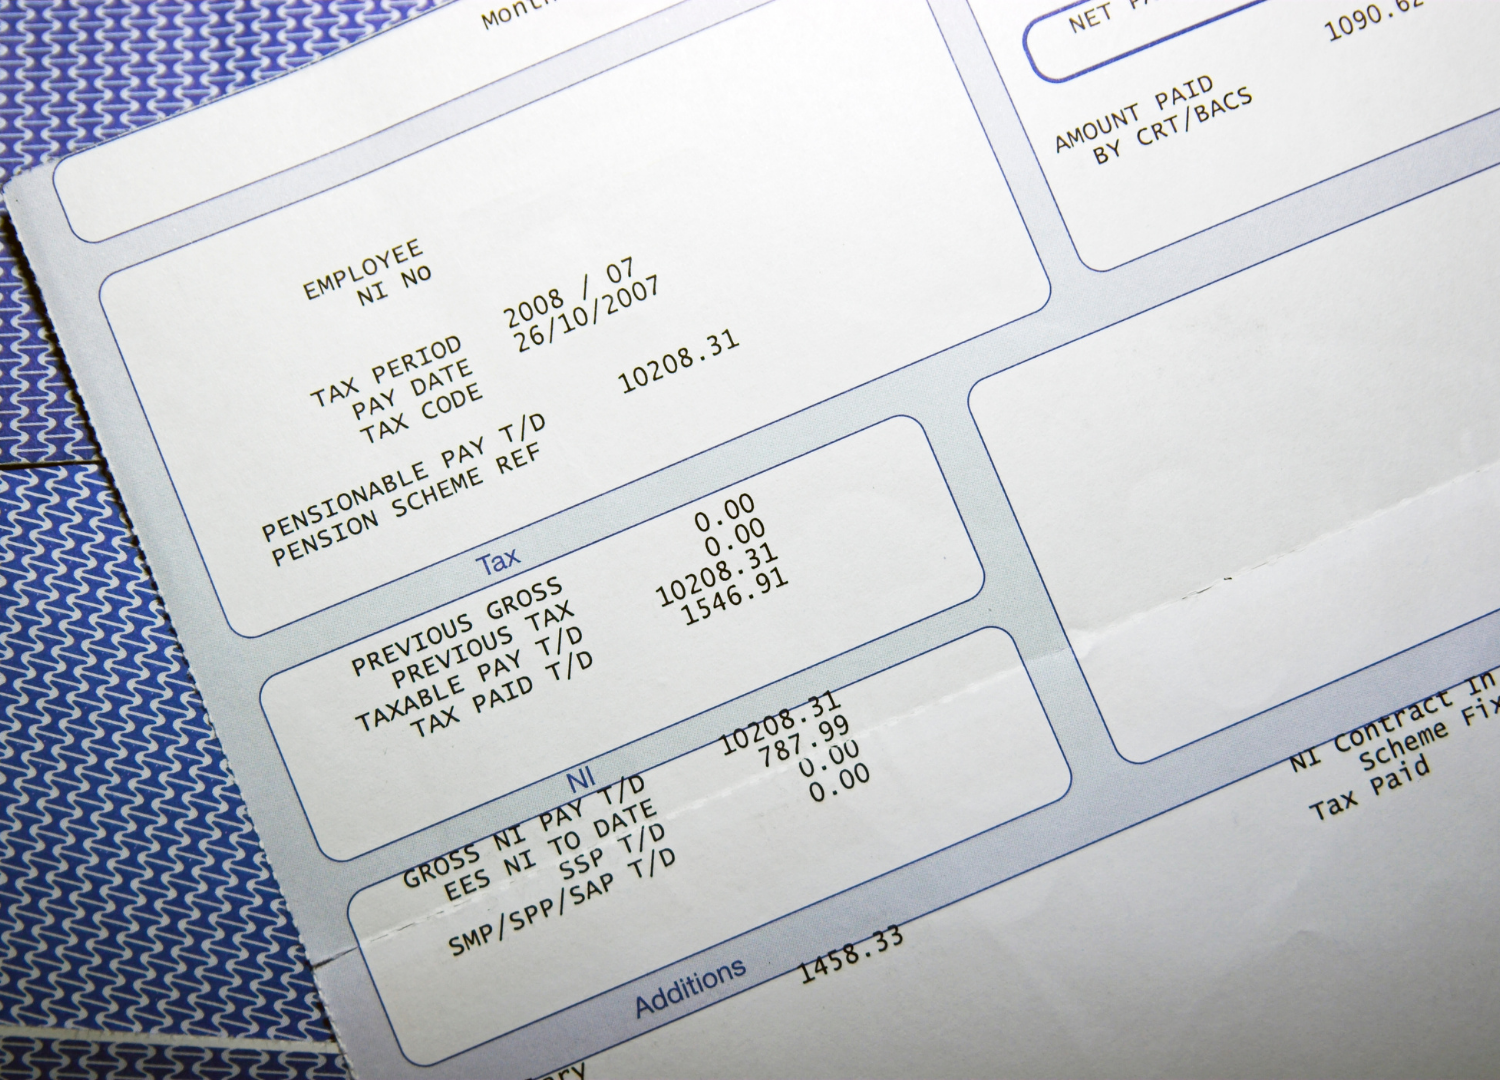 Month
NET
1090.62
AMOUNT PAID
BY CRT/BACS
EMPLOYEE
NI NO
TAX PERIOD 2008 / 07
PAY DATE 26/10/2007
TAX CODE
PENSIONABLE PAY T/D 10208.31
PENSION SCHEME REF
Tax
PREVIOUS GROSS 0.00
PREVIOUS TAX 0.00
TAXABLE PAY T/D 10208.31
TAX PAID T/D 1546.91
NI
GROSS NI PAY T/D 10208.31
EES NI TO DATE 787.99
SSP T/D 0.00
SMP/SPP/SAP T/D 0.00
Additions
1458.33
NI Contract In
Scheme Fix
Tax Paid